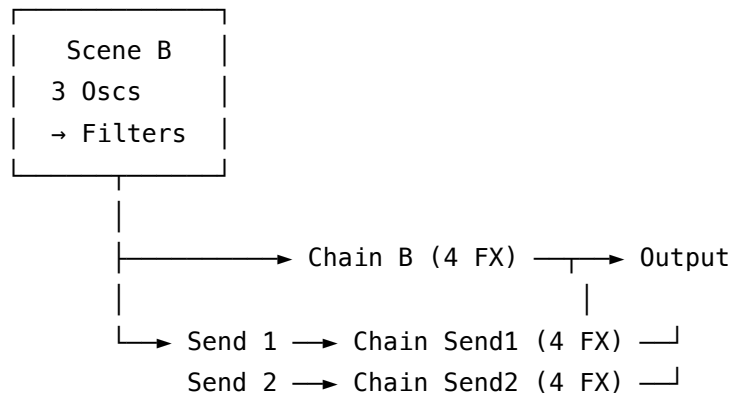 Scene B
3 Oscs
→ Filters
Chain B (4 FX) Output
Send 1 Chain Send1 (4 FX)
Send 2 Chain Send2 (4 FX)